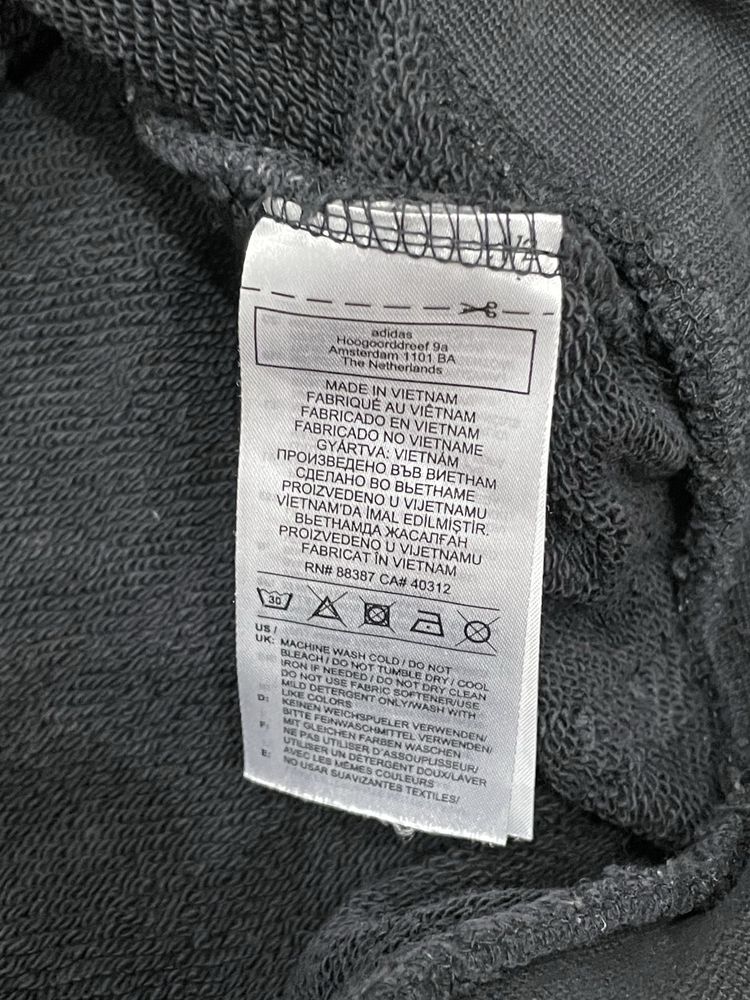 adidas
Hoogoorddreef 9a
Amsterdam 1101 BA
The Netherlands
MADE IN VIETNAM
FABRIQUÉ AU VIÊTNAM
FABRICADO EN VIETNAM
FABRICADO NO VIETNAME
GYÁRTVA: VIETNÁM
ПРОИЗВЕДЕНО ВЪВ ВИЕТНАМ
СДЕЛАНО ВО ВЬЕТНАМЕ
PROIZVEDENO U VIJETNAMU
VİETNAM'DA İMAL EDİLMİŞTİR.
ВЬЕТНАМДА ЖАСАЛҒАН
PROIZVEDENO U VIJETNAMU
FABRICAT ÎN VIETNAM
RN# 88387 CA# 40312
30
US /
UK: MACHINE WASH COLD / DO NOT
BLEACH / DO NOT TUMBLE DRY / COOL
IRON IF NEEDED / DO NOT DRY CLEAN
DO NOT USE FABRIC SOFTENER/USE
MILD DETERGENT ONLY/WASH WITH
LIKE COLORS
D: KEINEN WEICHSPUELER VERWENDEN/
BITTE FEINWASCHMITTEL VERWENDEN/
MIT GLEICHEN FARBEN WASCHEN
F: NE PAS UTILISER D'ASSOUPLISSEUR/
UTILISER UN DÉTERGENT DOUX/LAVER
AVEC LES MÊMES COULEURS
E: NO USAR SUAVIZANTES TEXTILES/